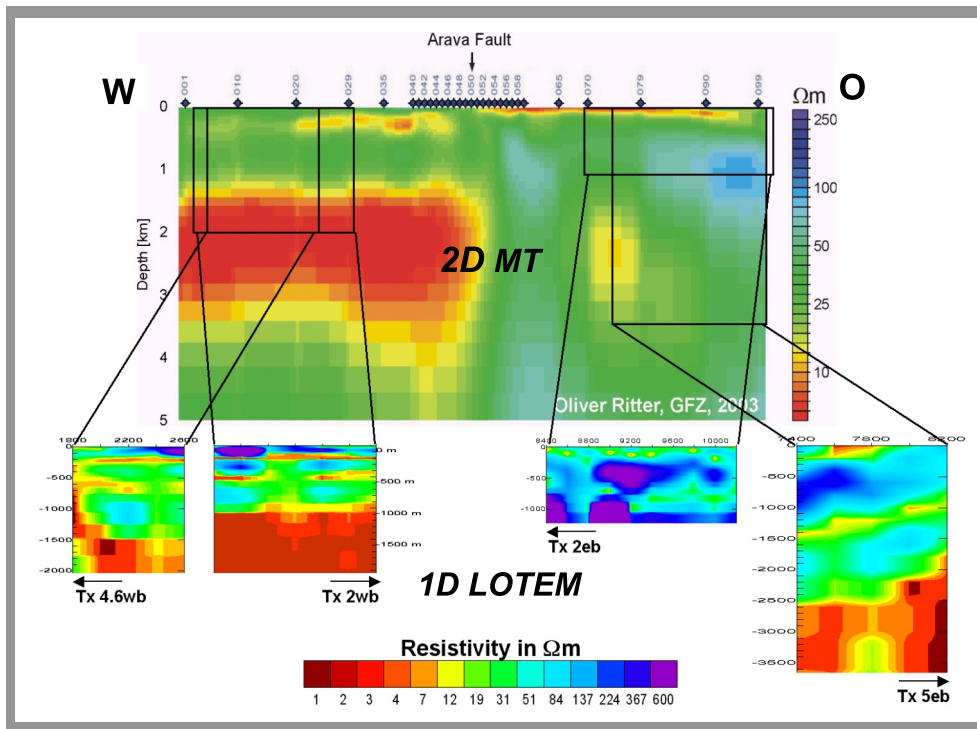 Arava Fault
W
O
001
010
020
029
035
040
042
044
046
048
050
052
054
056
058
065
070
079
090
099
Ωm
250
100
50
25
10
Depth [km]
0
1
2
3
4
5
2D MT
Oliver Ritter, GFZ, 2003
1800 2200 2600
0
-500
-1000
-1500
-2000
Tx 4.6wb
0 m
-500 m
-1000 m
-1500 m
Tx 2wb
8400 8800 9200 9600 10000
0
-500
-1000
Tx 2eb
7400 7800 8200
0
-500
-1000
-1500
-2000
-2500
-3000
-3500
Tx 5eb
1D LOTEM
Resistivity in Ωm
1 2 3 4 7 12 19 31 51 84 137 224 367 600